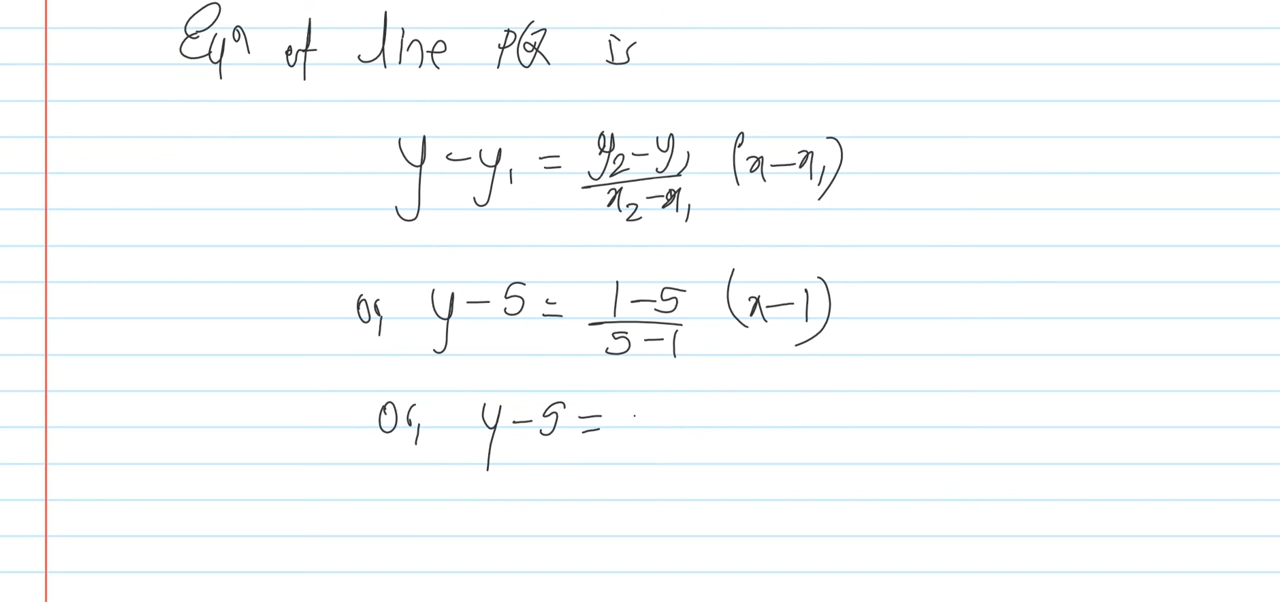 Eqn of line PQ is
y - y₁ = (y₂ - y₁)/(x₂ - x₁) (x - x₁)
or, y - 5 = (1 - 5)/(5 - 1) (x - 1)
or, y - 5 =